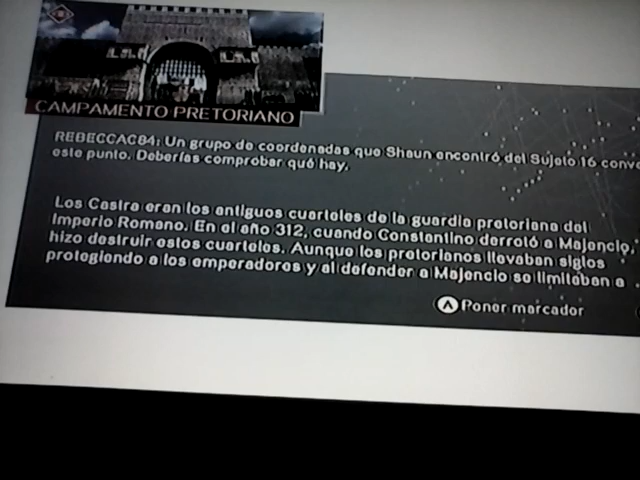 CAMPAMENTO PRETORIANO
REBECCAC84: Un grupo de coordenadas que Shaun encontró del Sujeto 16 conve
este punto. Deberías comprobar qué hay.
Los Castra eran los antiguos cuarteles de la guardia pretoriana del
Imperio Romano. En el año 312, cuando Constantino derrotó a Majencio,
hizo destruir estos cuarteles. Aunque los pretorianos llevaban siglos
protegiendo a los emperadores y al defender a Majencio se limitaban a
A Poner marcador